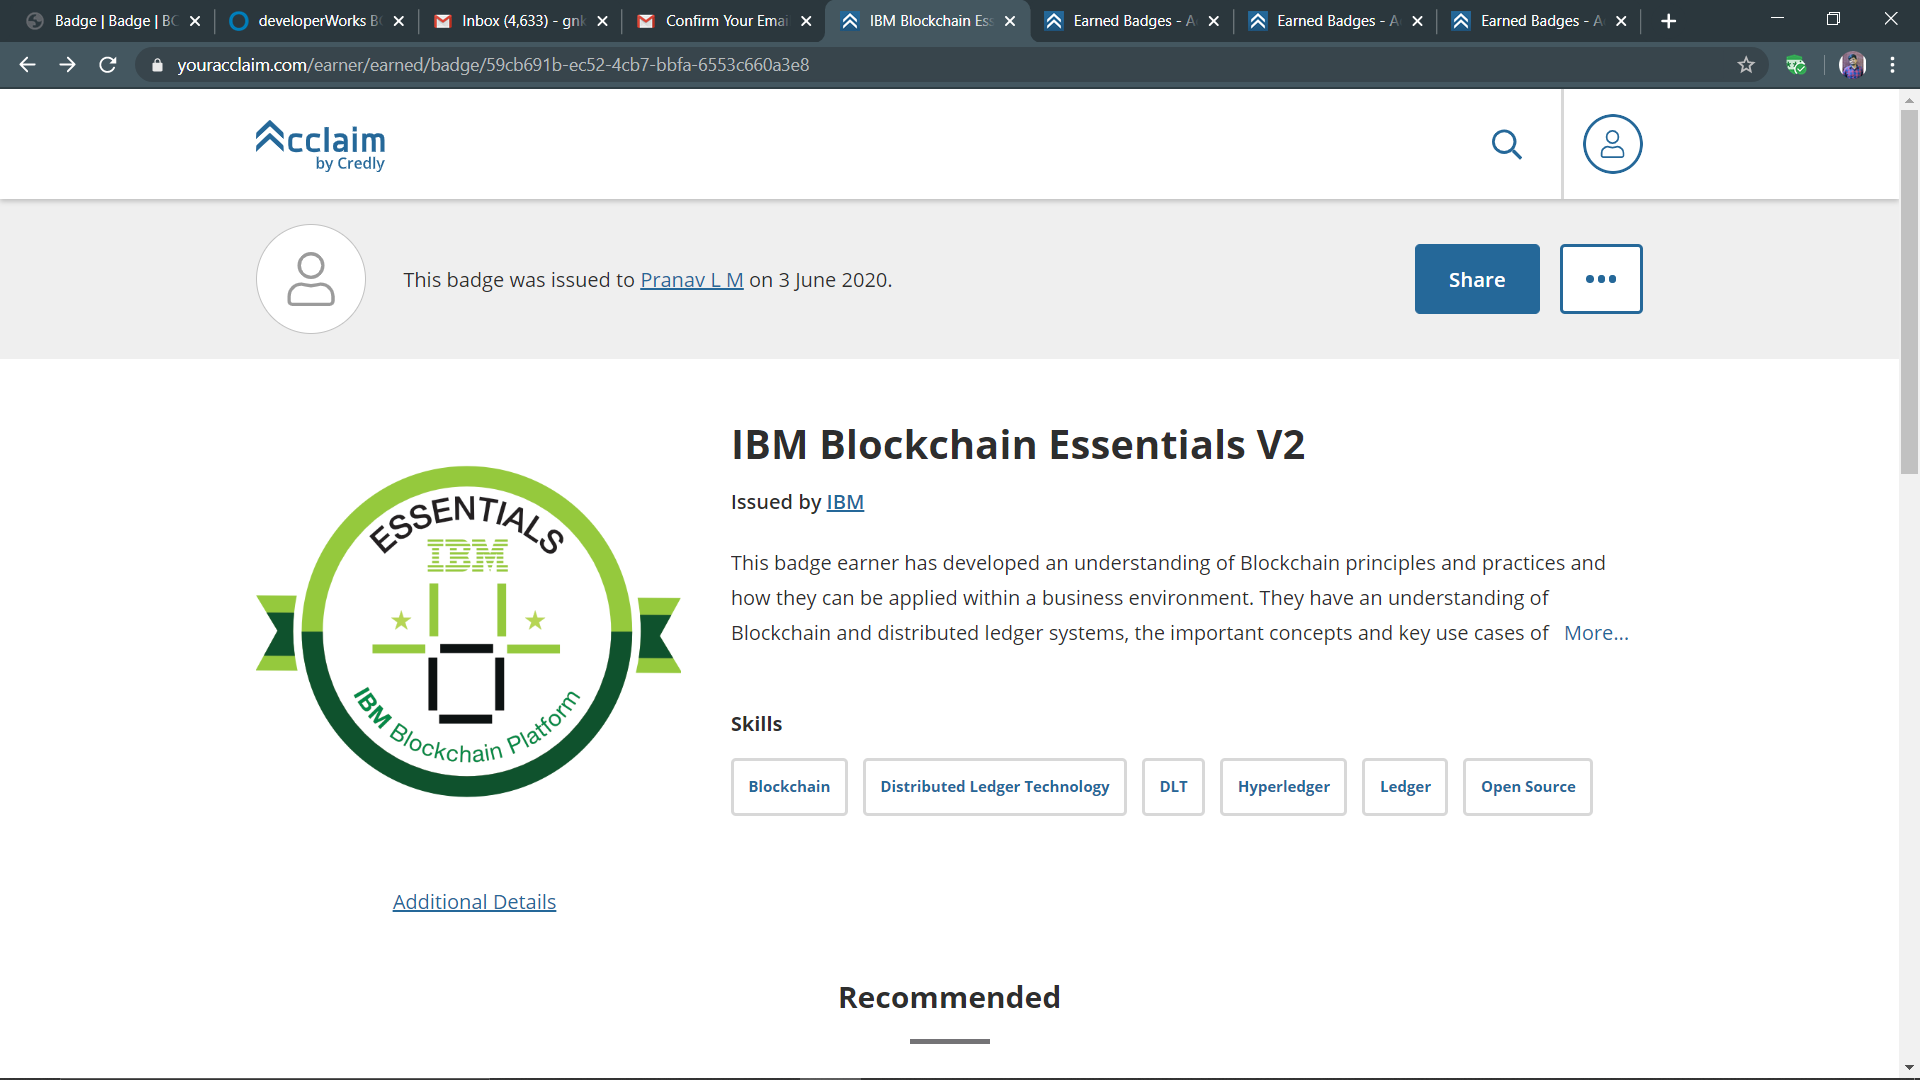 Badge | Badge | BC
developerWorks BC
Inbox (4,633) - gnk
Confirm Your Emai
IBM Blockchain Ess
Earned Badges - A
Earned Badges - A
Earned Badges - A
youracclaim.com/earner/earned/badge/59cb691b-ec52-4cb7-bbfa-6553c660a3e8
Acclaim
by Credly
This badge was issued to Pranav L M on 3 June 2020.
Share
IBM Blockchain Essentials V2
Issued by IBM
This badge earner has developed an understanding of Blockchain principles and practices and
how they can be applied within a business environment. They have an understanding of
Blockchain and distributed ledger systems, the important concepts and key use cases of More...
ESSENTIALS
IBM
IBM Blockchain Platform
Skills
Blockchain
Distributed Ledger Technology
DLT
Hyperledger
Ledger
Open Source
Additional Details
Recommended